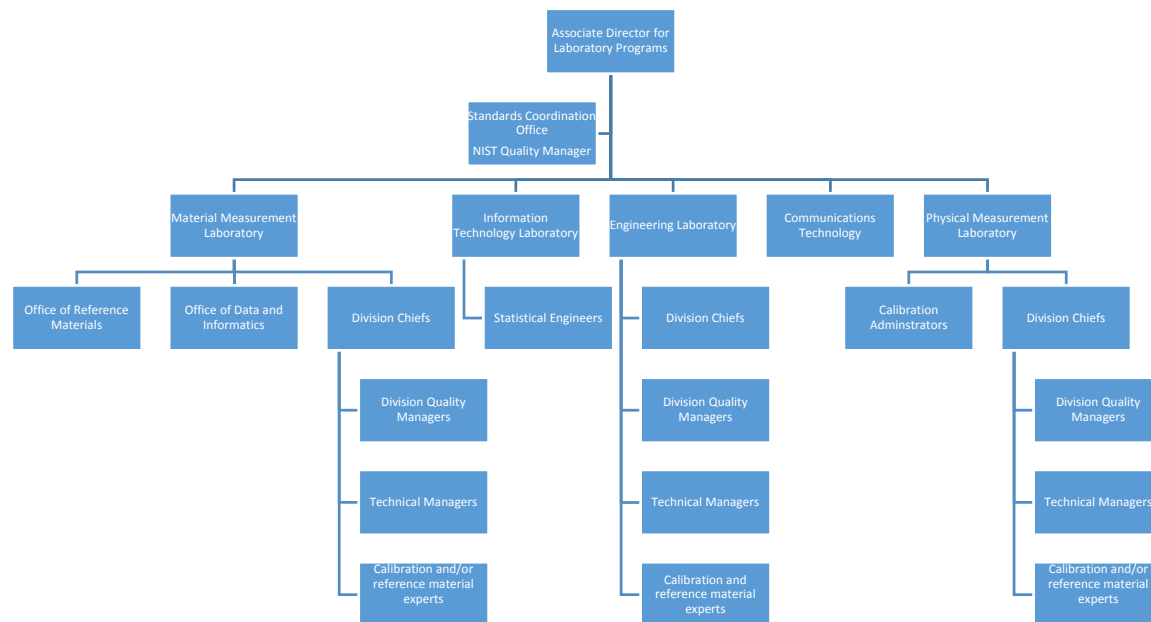 Associate Director for
Laboratory Programs
Standards Coordination
Office
NIST Quality Manager
Material Measurement
Laboratory
Information
Technology Laboratory
Engineering Laboratory
Communications
Technology
Physical Measurement
Laboratory
Office of Reference
Materials
Office of Data and
Informatics
Division Chiefs
Statistical Engineers
Division Chiefs
Calibration
Adminstrators
Division Chiefs
Division Quality
Managers
Division Quality
Managers
Division Quality
Managers
Technical Managers
Technical Managers
Technical Managers
Calibration and/or
reference material
experts
Calibration and
reference material
experts
Calibration and/or
reference material
experts